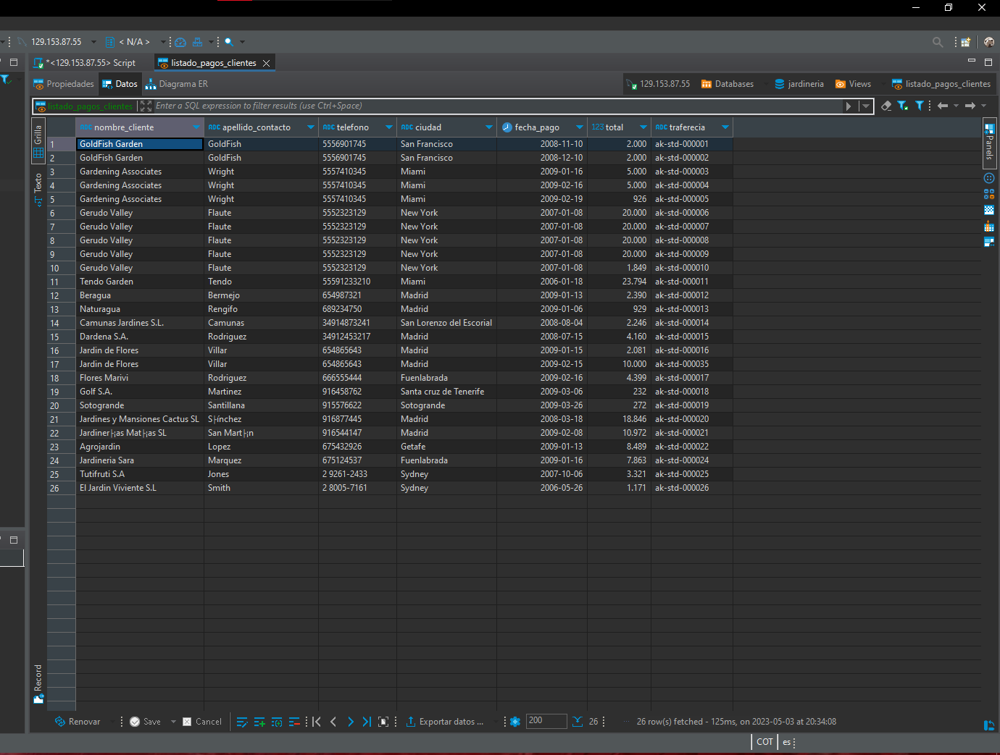 129.153.87.55 < N/A >
*<129.153.87.55> Script listado_pagos_clientes
Propiedades Datos Diagrama ER 129.153.87.55 Databases jardineria Views listado_pagos_clientes
listado_pagos_clientes Enter a SQL expression to filter results (use Ctrl+Space)
Grilla
Texto
Record
Panels
ABC nombre_cliente ABC apellido_contacto ABC telefono ABC ciudad fecha_pago 123 total ABC traferecia
1 GoldFish Garden GoldFish 5556901745 San Francisco 2008-11-10 2.000 ak-std-000001
2 GoldFish Garden GoldFish 5556901745 San Francisco 2008-12-10 2.000 ak-std-000002
3 Gardening Associates Wright 5557410345 Miami 2009-01-16 5.000 ak-std-000003
4 Gardening Associates Wright 5557410345 Miami 2009-02-16 5.000 ak-std-000004
5 Gardening Associates Wright 5557410345 Miami 2009-02-19 926 ak-std-000005
6 Gerudo Valley Flaute 5552323129 New York 2007-01-08 20.000 ak-std-000006
7 Gerudo Valley Flaute 5552323129 New York 2007-01-08 20.000 ak-std-000007
8 Gerudo Valley Flaute 5552323129 New York 2007-01-08 20.000 ak-std-000008
9 Gerudo Valley Flaute 5552323129 New York 2007-01-08 20.000 ak-std-000009
10 Gerudo Valley Flaute 5552323129 New York 2007-01-08 1.849 ak-std-000010
11 Tendo Garden Tendo 55591233210 Miami 2006-01-18 23.794 ak-std-000011
12 Beragua Bermejo 654987321 Madrid 2009-01-13 2.390 ak-std-000012
13 Naturagua Rengifo 689234750 Madrid 2009-01-06 929 ak-std-000013
14 Camunas Jardines S.L. Camunas 34914873241 San Lorenzo del Escorial 2008-08-04 2.246 ak-std-000014
15 Dardena S.A. Rodriguez 34912453217 Madrid 2008-07-15 4.160 ak-std-000015
16 Jardin de Flores Villar 654865643 Madrid 2009-01-15 2.081 ak-std-000016
17 Jardin de Flores Villar 654865643 Madrid 2009-02-15 10.000 ak-std-000035
18 Flores Marivi Rodriguez 666555444 Fuenlabrada 2009-02-16 4.399 ak-std-000017
19 Golf S.A. Martinez 916458762 Santa cruz de Tenerife 2009-03-06 232 ak-std-000018
20 Sotogrande Santillana 915576622 Sotogrande 2009-03-26 272 ak-std-000019
21 Jardines y Mansiones Cactus SL S├ínchez 916877445 Madrid 2008-03-18 18.846 ak-std-000020
22 Jardiner├¡as Mat├¡as SL San Mart├¡n 916544147 Madrid 2009-02-08 10.972 ak-std-000021
23 Agrojardin Lopez 675432926 Getafe 2009-01-13 8.489 ak-std-000022
24 Jardineria Sara Marquez 675124537 Fuenlabrada 2009-01-16 7.863 ak-std-000024
25 Tutifruti S.A Jones 2 9261-2433 Sydney 2007-10-06 3.321 ak-std-000025
26 El Jardin Viviente S.L Smith 2 8005-7161 Sydney 2006-05-26 1.171 ak-std-000026
Renovar Save Cancel Exportar datos ... 200 26 26 row(s) fetched - 125ms, on 2023-05-03 at 20:34:08
COT es